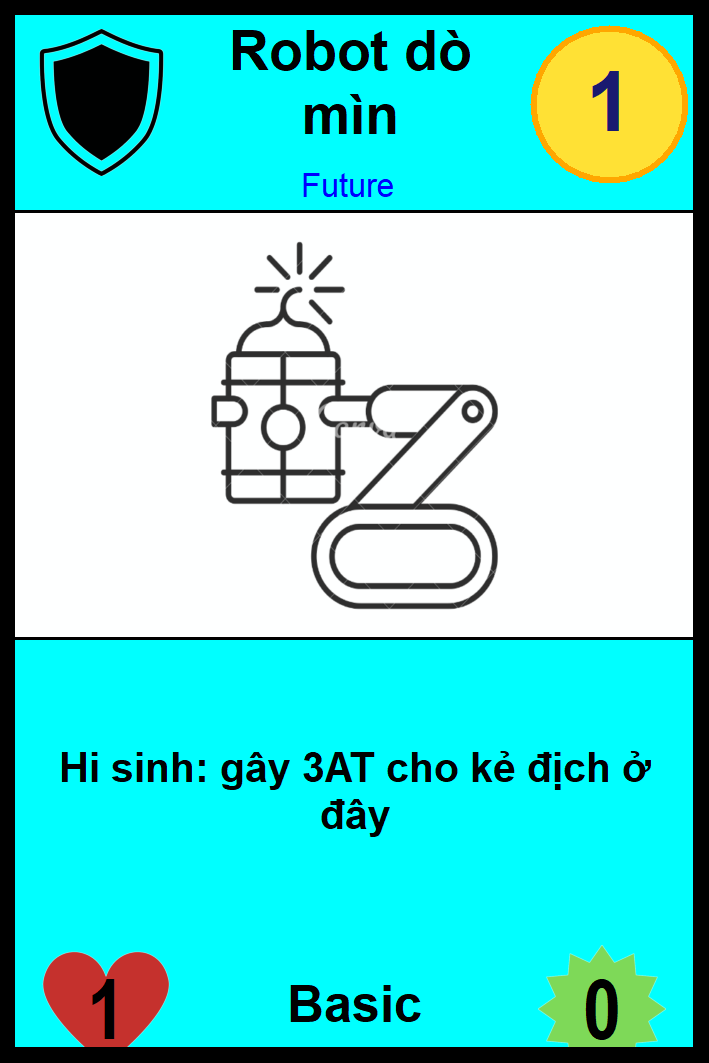 Robot dò
mìn
1
Future
Hi sinh: gây 3AT cho kẻ địch ở
đây
1
Basic
0